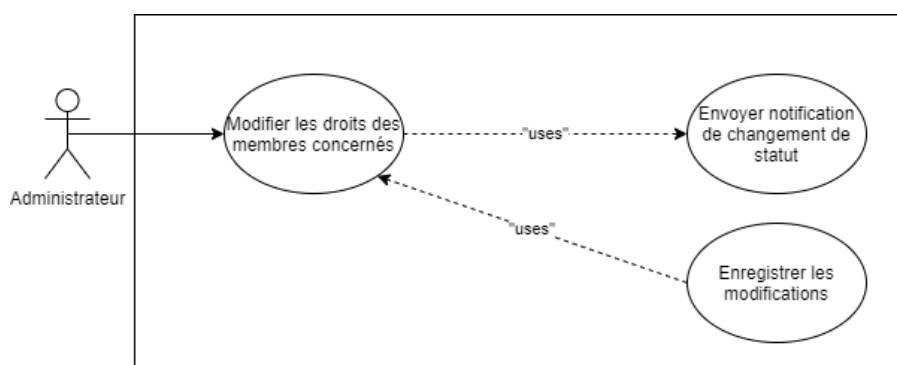 Administrateur
Modifier les droits des
membres concernés
"uses"
Envoyer notification
de changement de
statut
"uses"
Enregistrer les
modifications